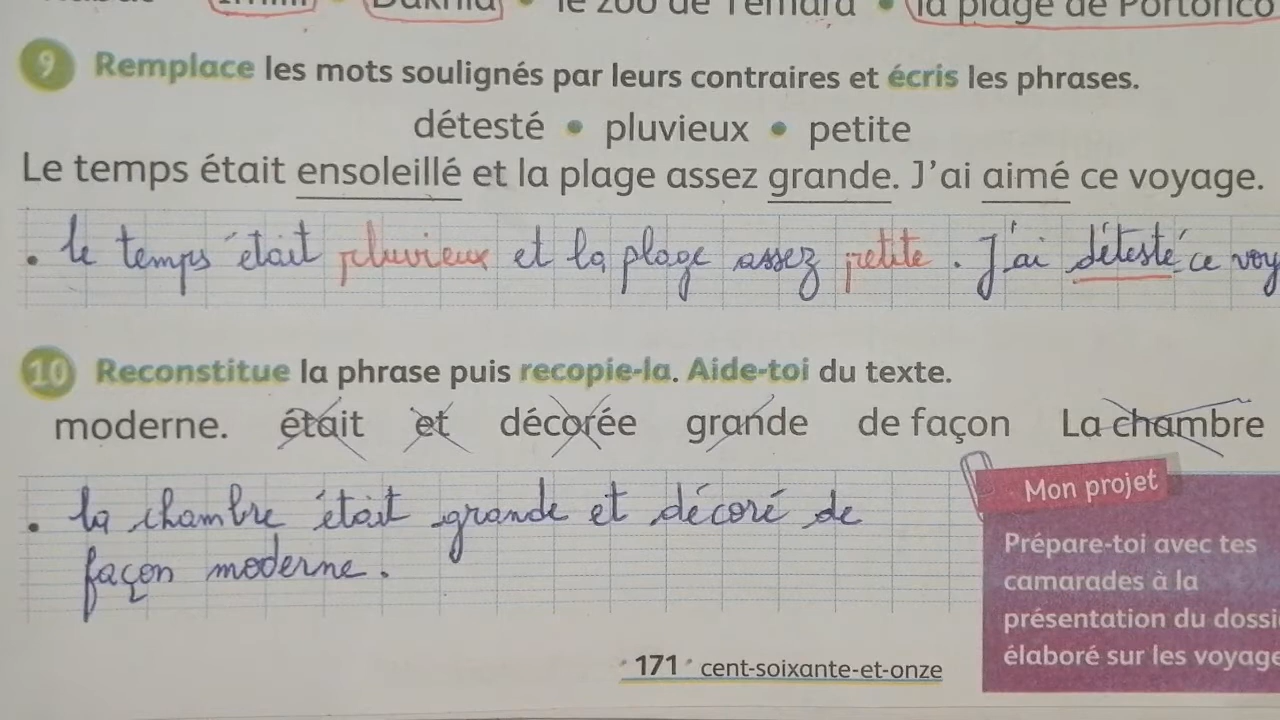 le zoo de Témara • la plage de Portorico
9 Remplace les mots soulignés par leurs contraires et écris les phrases.
détesté • pluvieux • petite
Le temps était ensoleillé et la plage assez grande. J'ai aimé ce voyage.
. le temps était pluvieux et la plage assez petite. J'ai détesté ce voy
10 Reconstitue la phrase puis recopie-la. Aide-toi du texte.
moderne. était et décorée grande de façon La chambre
. la chambre était grande et décoré de
façon moderne.
Mon projet
Prépare-toi avec tes
camarades à la
présentation du dossi
élaboré sur les voyage
171 cent-soixante-et-onze